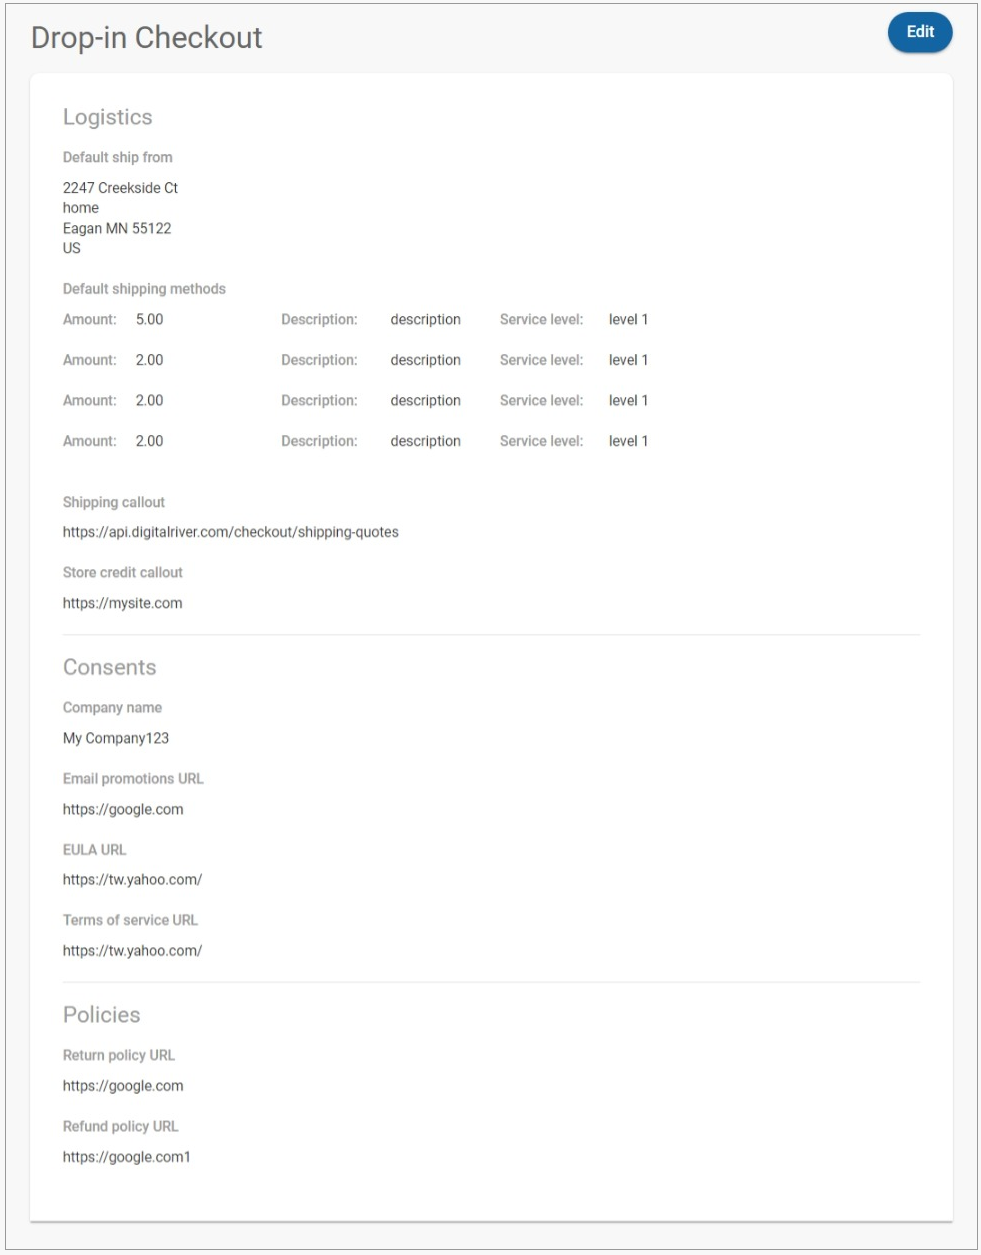 Drop-in Checkout
Edit
Logistics
Default ship from
2247 Creekside Ct
home
Eagan MN 55122
US
Default shipping methods
Amount: 5.00 Description: description Service level: level 1
Amount: 2.00 Description: description Service level: level 1
Amount: 2.00 Description: description Service level: level 1
Amount: 2.00 Description: description Service level: level 1
Shipping callout
https://api.digitalriver.com/checkout/shipping-quotes
Store credit callout
https://mysite.com
Consents
Company name
My Company123
Email promotions URL
https://google.com
EULA URL
https://tw.yahoo.com/
Terms of service URL
https://tw.yahoo.com/
Policies
Return policy URL
https://google.com
Refund policy URL
https://google.com1